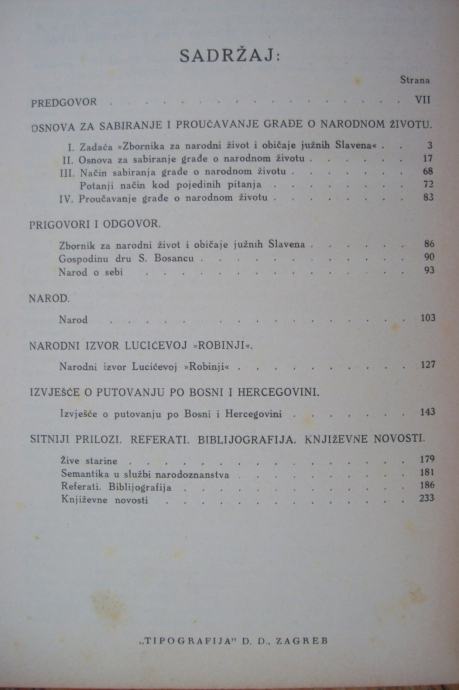 SADRŽAJ:
Strana
PREDGOVOR . . . . . . . . . . . . . . . VII
OSNOVA ZA SABIRANJE I PROUČAVANJE GRAĐE O NARODNOM ŽIVOTU.
I. Zadaća »Zbornika za narodni život i običaje južnih Slavena« . . 3
II. Osnova za sabiranje građe o narodnom životu . . . . . 17
III. Način sabiranja građe o narodnom životu . . . . . . 68
Potanji način kod pojedinih pitanja . . . . . . . 72
IV. Proučavanje građe o narodnom životu . . . . . . . 83
PRIGOVORI I ODGOVOR.
Zbornik za narodni život i običaje južnih Slavena . . . . . 86
Gospodinu dru S. Bosancu . . . . . . . . . . 90
Narod o sebi . . . . . . . . . . . . 93
NAROD.
Narod . . . . . . . . . . . . . . 103
NARODNI IZVOR LUCIĆEVOJ »ROBINJI«.
Narodni izvor Lucićevoj »Robinji« . . . . . . . . 127
IZVJEŠĆE O PUTOVANJU PO BOSNI I HERCEGOVINI.
Izvješće o putovanju po Bosni i Hercegovini . . . . . . 143
SITNIJI PRILOZI. REFERATI. BIBLIJOGRAFIJA. KNJIŽEVNE NOVOSTI.
Žive starine . . . . . . . . . . . . 179
Semantika u službi narodoznanstva . . . . . . . . 181
Referati. Biblijografija . . . . . . . . . . 186
Književne novosti . . . . . . . . . . . 233
„TIPOGRAFIJA" D. D., ZAGREB